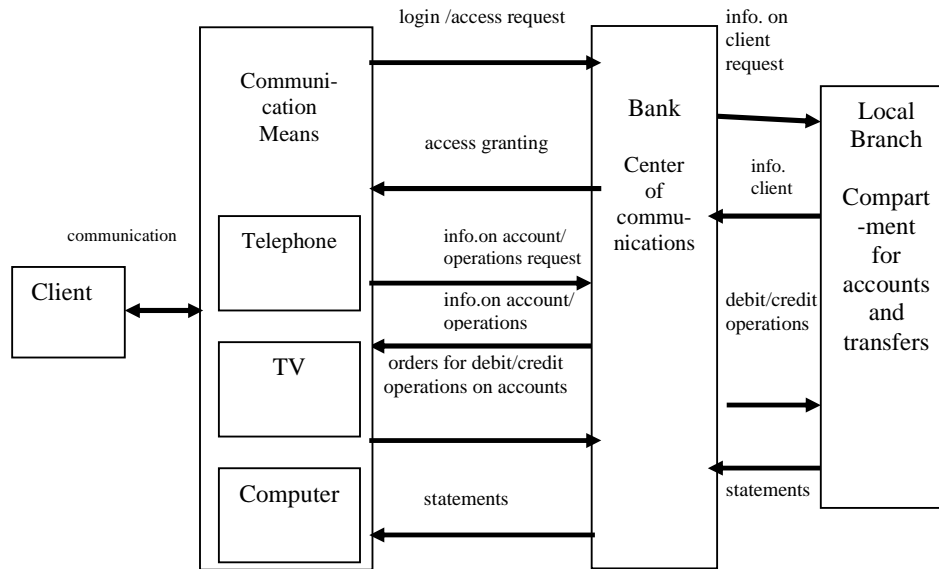 login /access request
info. on
client
request
Communi-
cation
Means
Bank
Center
of
commu-
nications
Local
Branch
Compart
-ment
for
accounts
and
transfers
access granting
info.
client
communication
Client
Telephone
info.on account/
operations request
info.on account/
operations
debit/credit
operations
TV
orders for debit/credit
operations on accounts
Computer
statements
statements